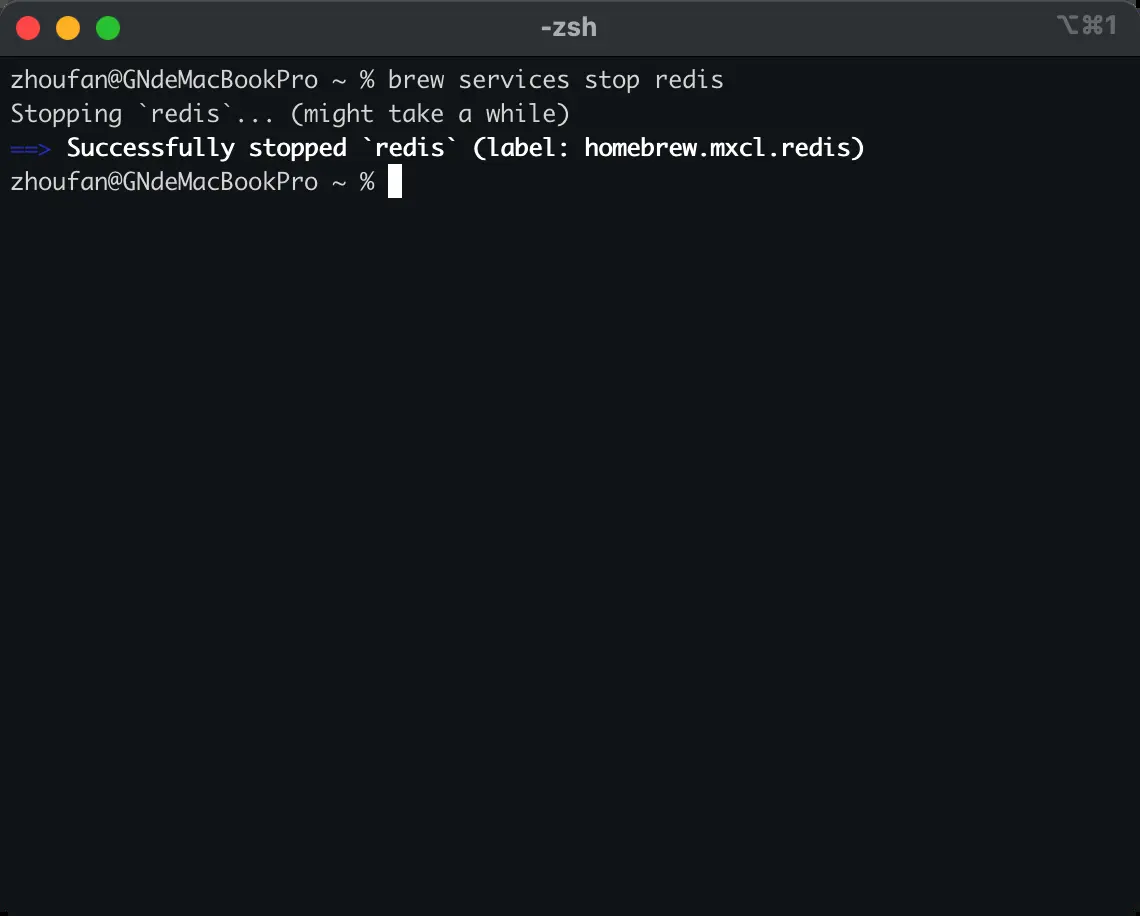 -zsh
⌥⌘1
zhoufan@GNdeMacBookPro ~ % brew services stop redis
Stopping `redis`... (might take a while)
==> Successfully stopped `redis` (label: homebrew.mxcl.redis)
zhoufan@GNdeMacBookPro ~ %